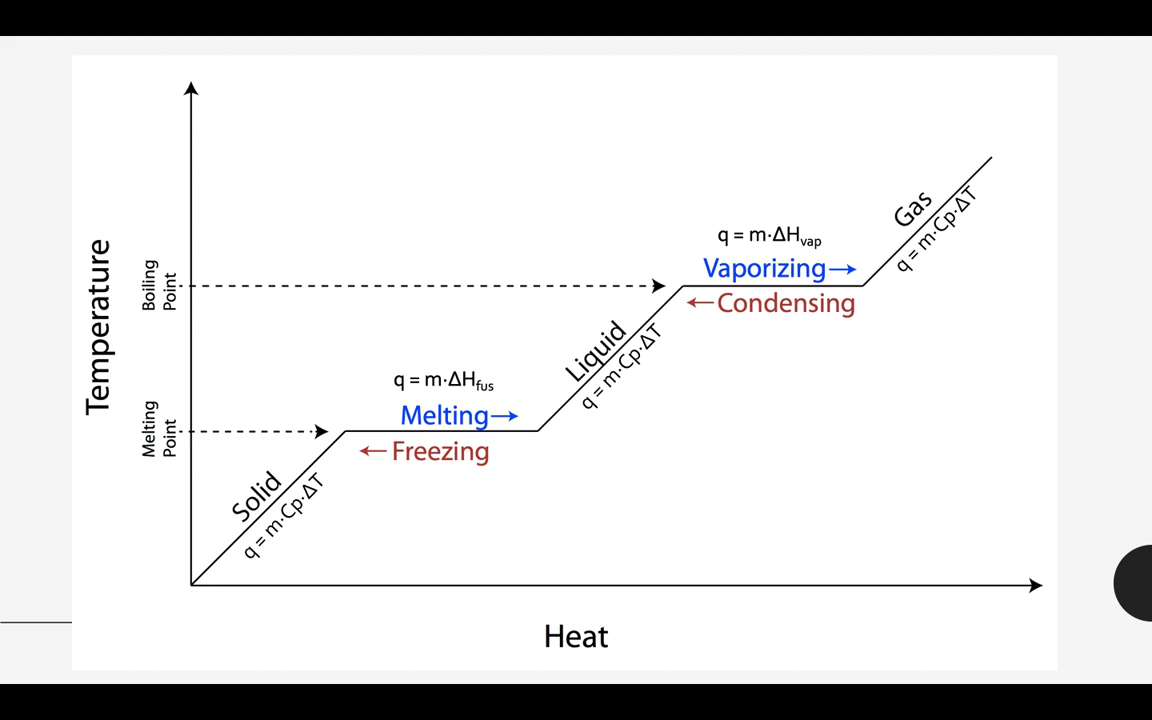 Temperature
Boiling
Point
Melting
Point
Solid
q = m·Cp·ΔT
q = m·ΔHfus
Melting→
←Freezing
Liquid
q = m·Cp·ΔT
q = m·ΔHvap
Vaporizing→
←Condensing
Gas
q = m·Cp·ΔT
Heat